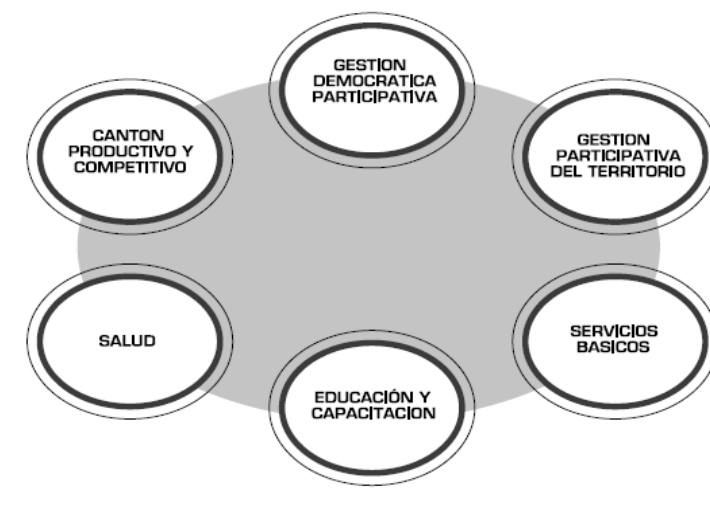 GESTION
DEMOCRATICA
PARTICIPATIVA
CANTON
PRODUCTIVO Y
COMPETITIVO
GESTION
PARTICIPATIVA
DEL TERRITORIO
SALUD
SERVICIOS
BASICOS
EDUCACIÓN Y
CAPACITACION